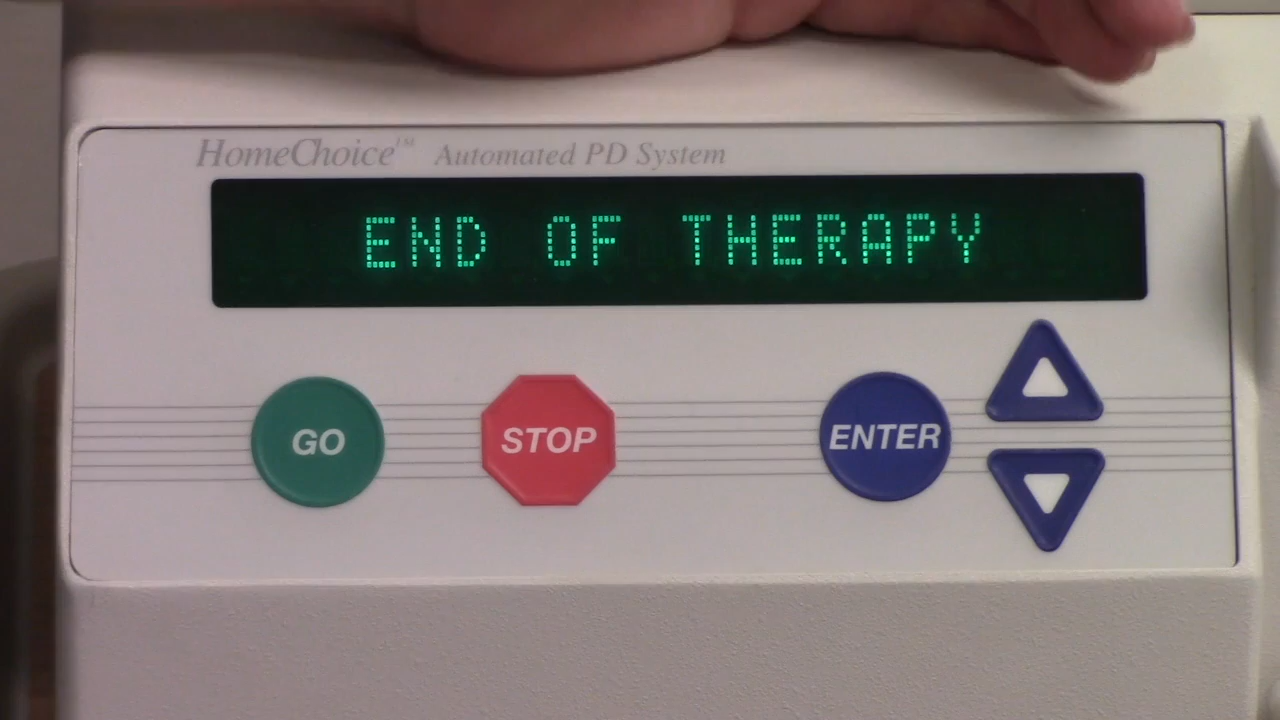 HomeChoice™ Automated PD System
END OF THERAPY
GO STOP ENTER